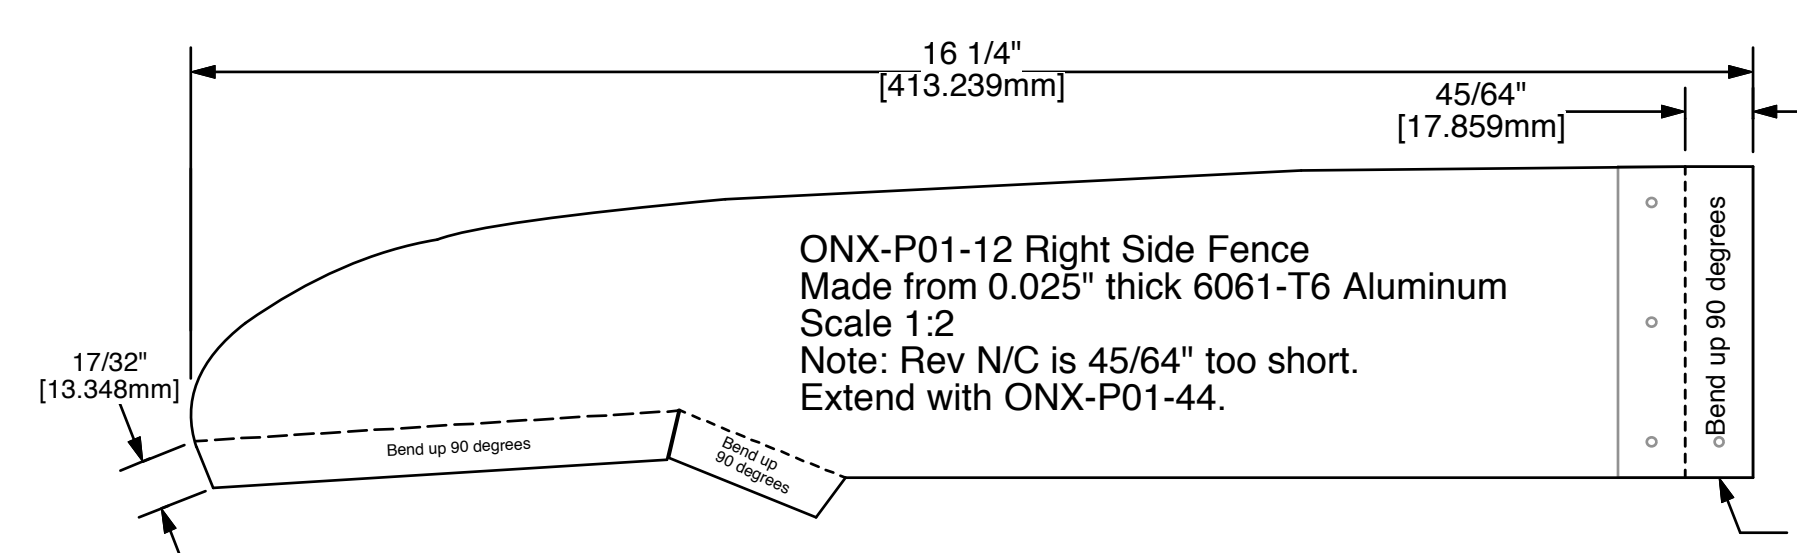 16 1/4"
[413.239mm]
45/64"
[17.859mm]
ONX-P01-12 Right Side Fence
Made from 0.025" thick 6061-T6 Aluminum
Scale 1:2
Note: Rev N/C is 45/64" too short.
Extend with ONX-P01-44.
Bend up 90 degrees
17/32"
[13.348mm]
Bend up 90 degrees
Bend up
90 degrees